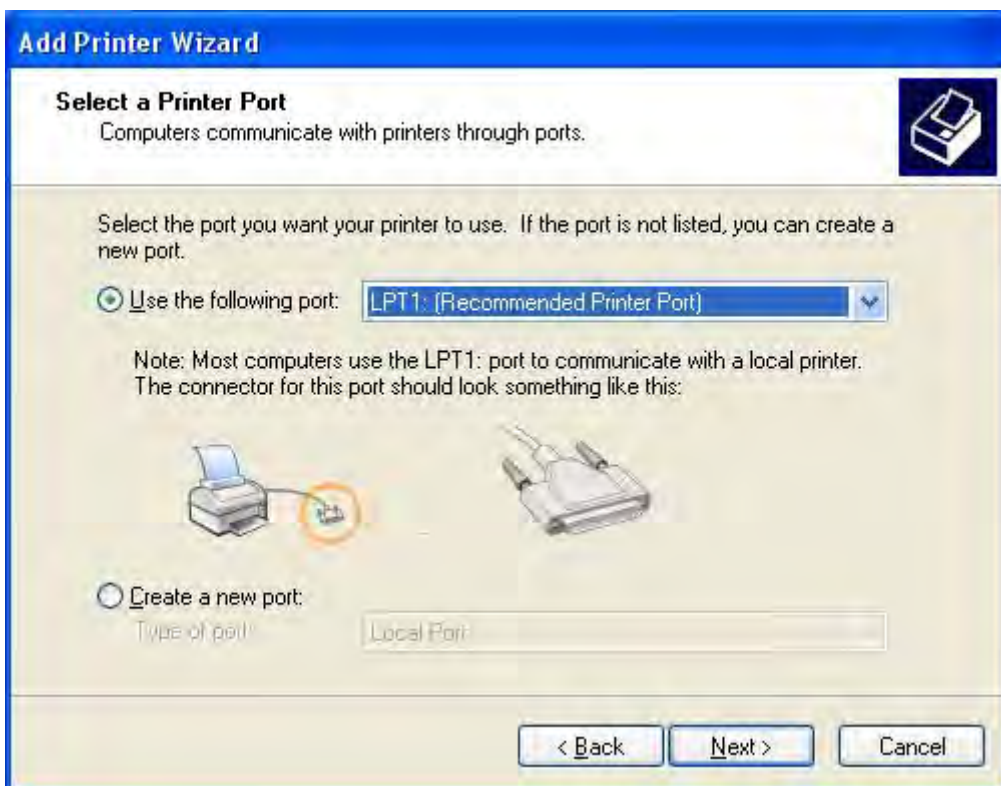 Add Printer Wizard
Select a Printer Port
Computers communicate with printers through ports.
Select the port you want your printer to use. If the port is not listed, you can create a
new port.
Use the following port: LPT1: (Recommended Printer Port)
Note: Most computers use the LPT1: port to communicate with a local printer.
The connector for this port should look something like this:
Create a new port:
Type of port: Local Port
< Back Next > Cancel